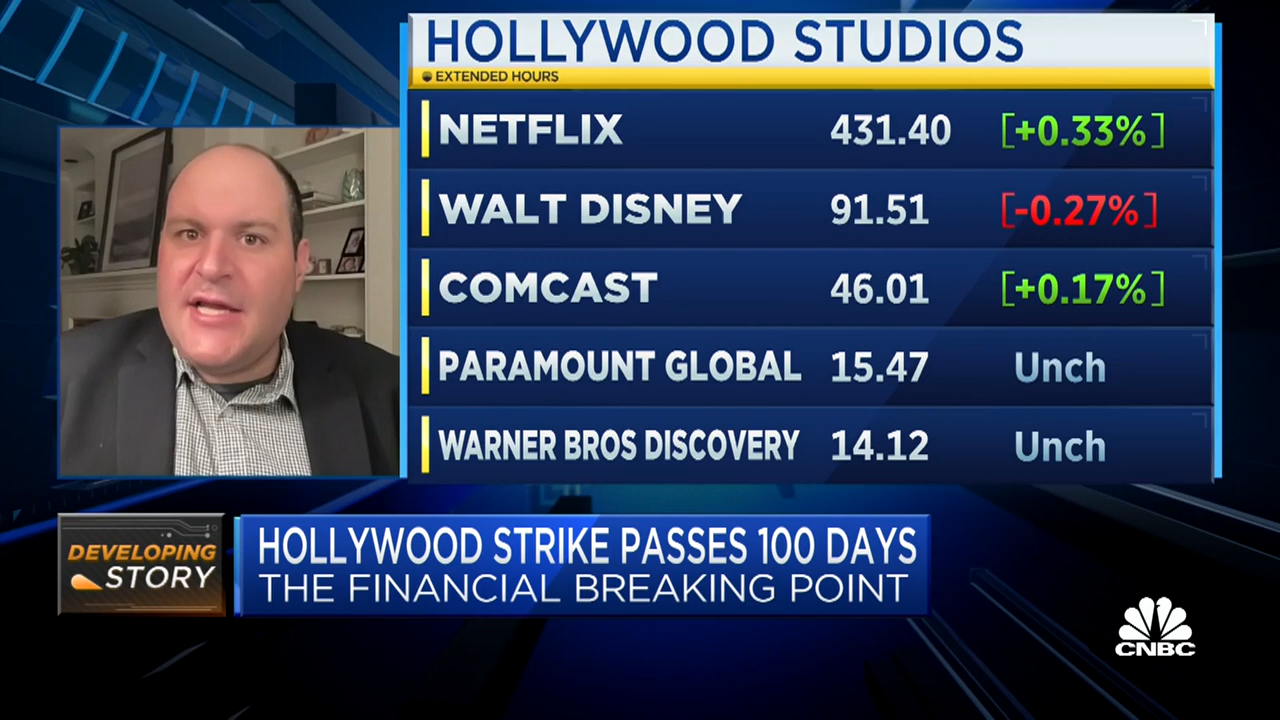 HOLLYWOOD STUDIOS
EXTENDED HOURS
NETFLIX 431.40 [+0.33%]
WALT DISNEY 91.51 [-0.27%]
COMCAST 46.01 [+0.17%]
PARAMOUNT GLOBAL 15.47 Unch
WARNER BROS DISCOVERY 14.12 Unch
DEVELOPING
STORY
HOLLYWOOD STRIKE PASSES 100 DAYS
THE FINANCIAL BREAKING POINT
CNBC